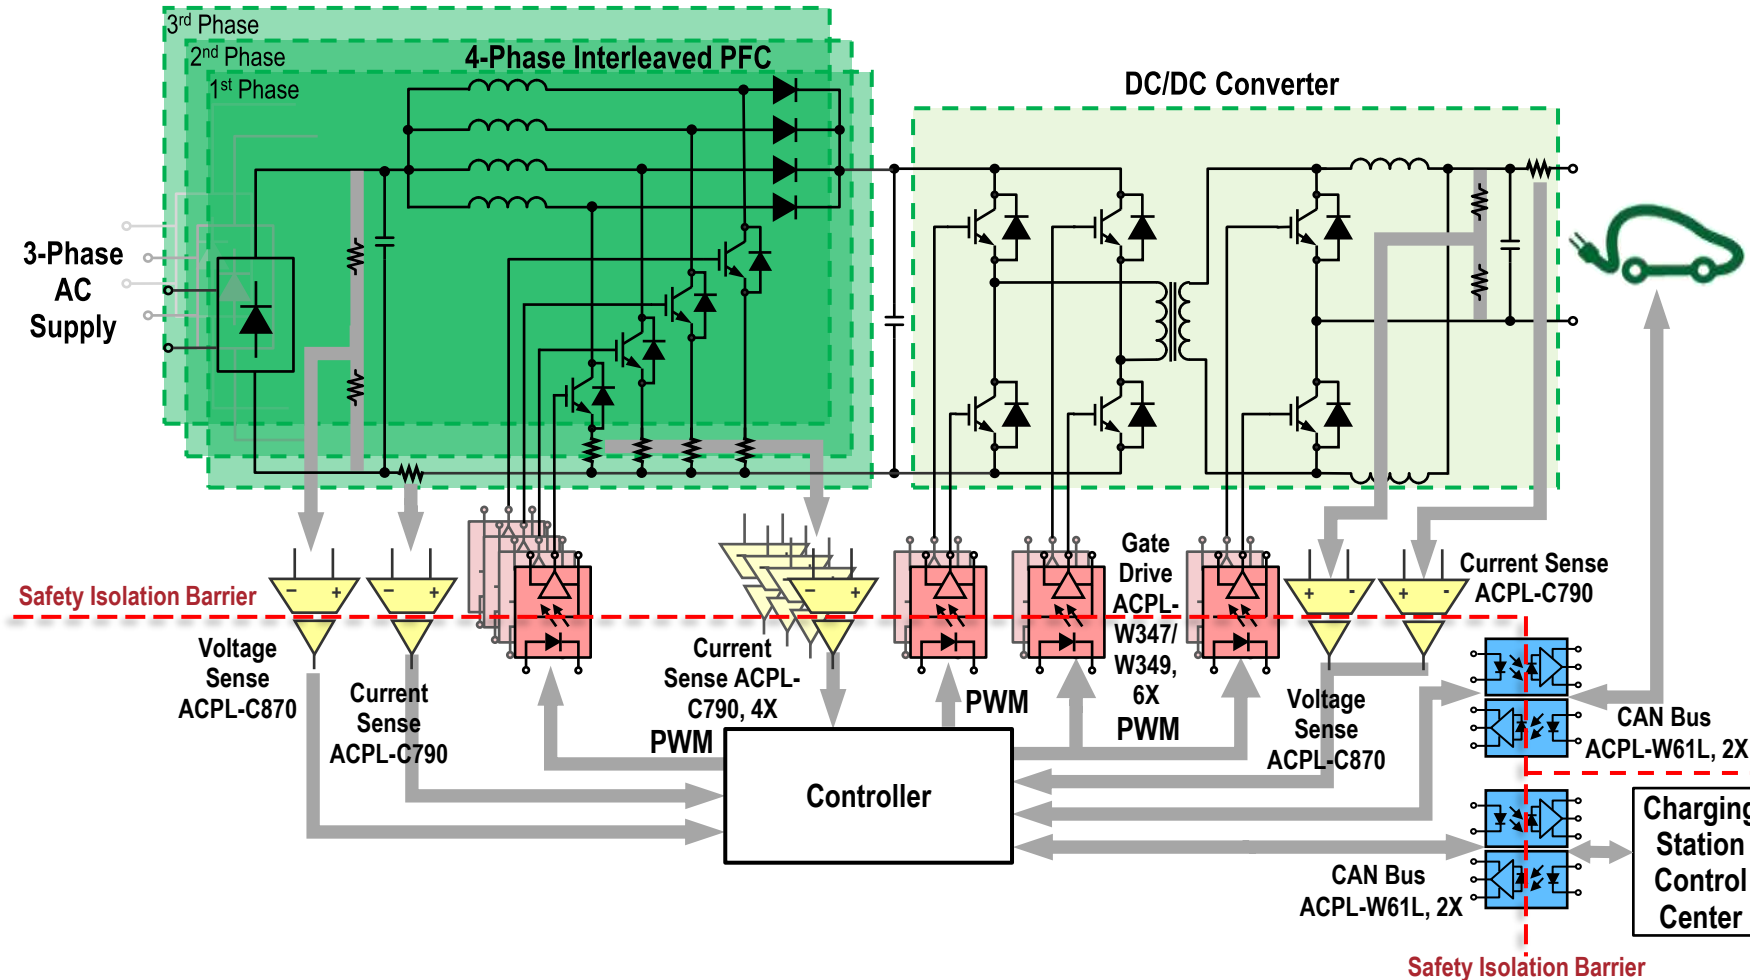 3rd Phase
2nd Phase
1st Phase
4-Phase Interleaved PFC
DC/DC Converter
3-Phase
AC
Supply
Safety Isolation Barrier
Voltage
Sense
ACPL-C870
Current
Sense
ACPL-C790
PWM
Current
Sense ACPL-
C790, 4X
PWM
Gate
Drive
ACPL-
W347/
W349,
6X
PWM
Voltage
Sense
ACPL-C870
Current Sense
ACPL-C790
CAN Bus
ACPL-W61L, 2X
Controller
CAN Bus
ACPL-W61L, 2X
Charging
Station
Control
Center
Safety Isolation Barrier